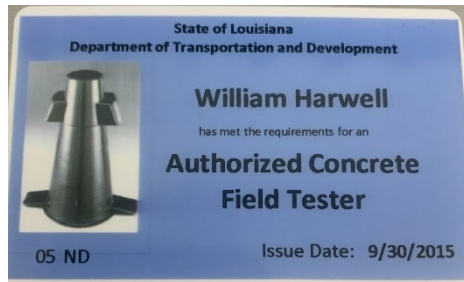 State of Louisiana
Department of Transportation and Development
William Harwell
has met the requirements for an
Authorized Concrete
Field Tester
05 ND
Issue Date: 9/30/2015